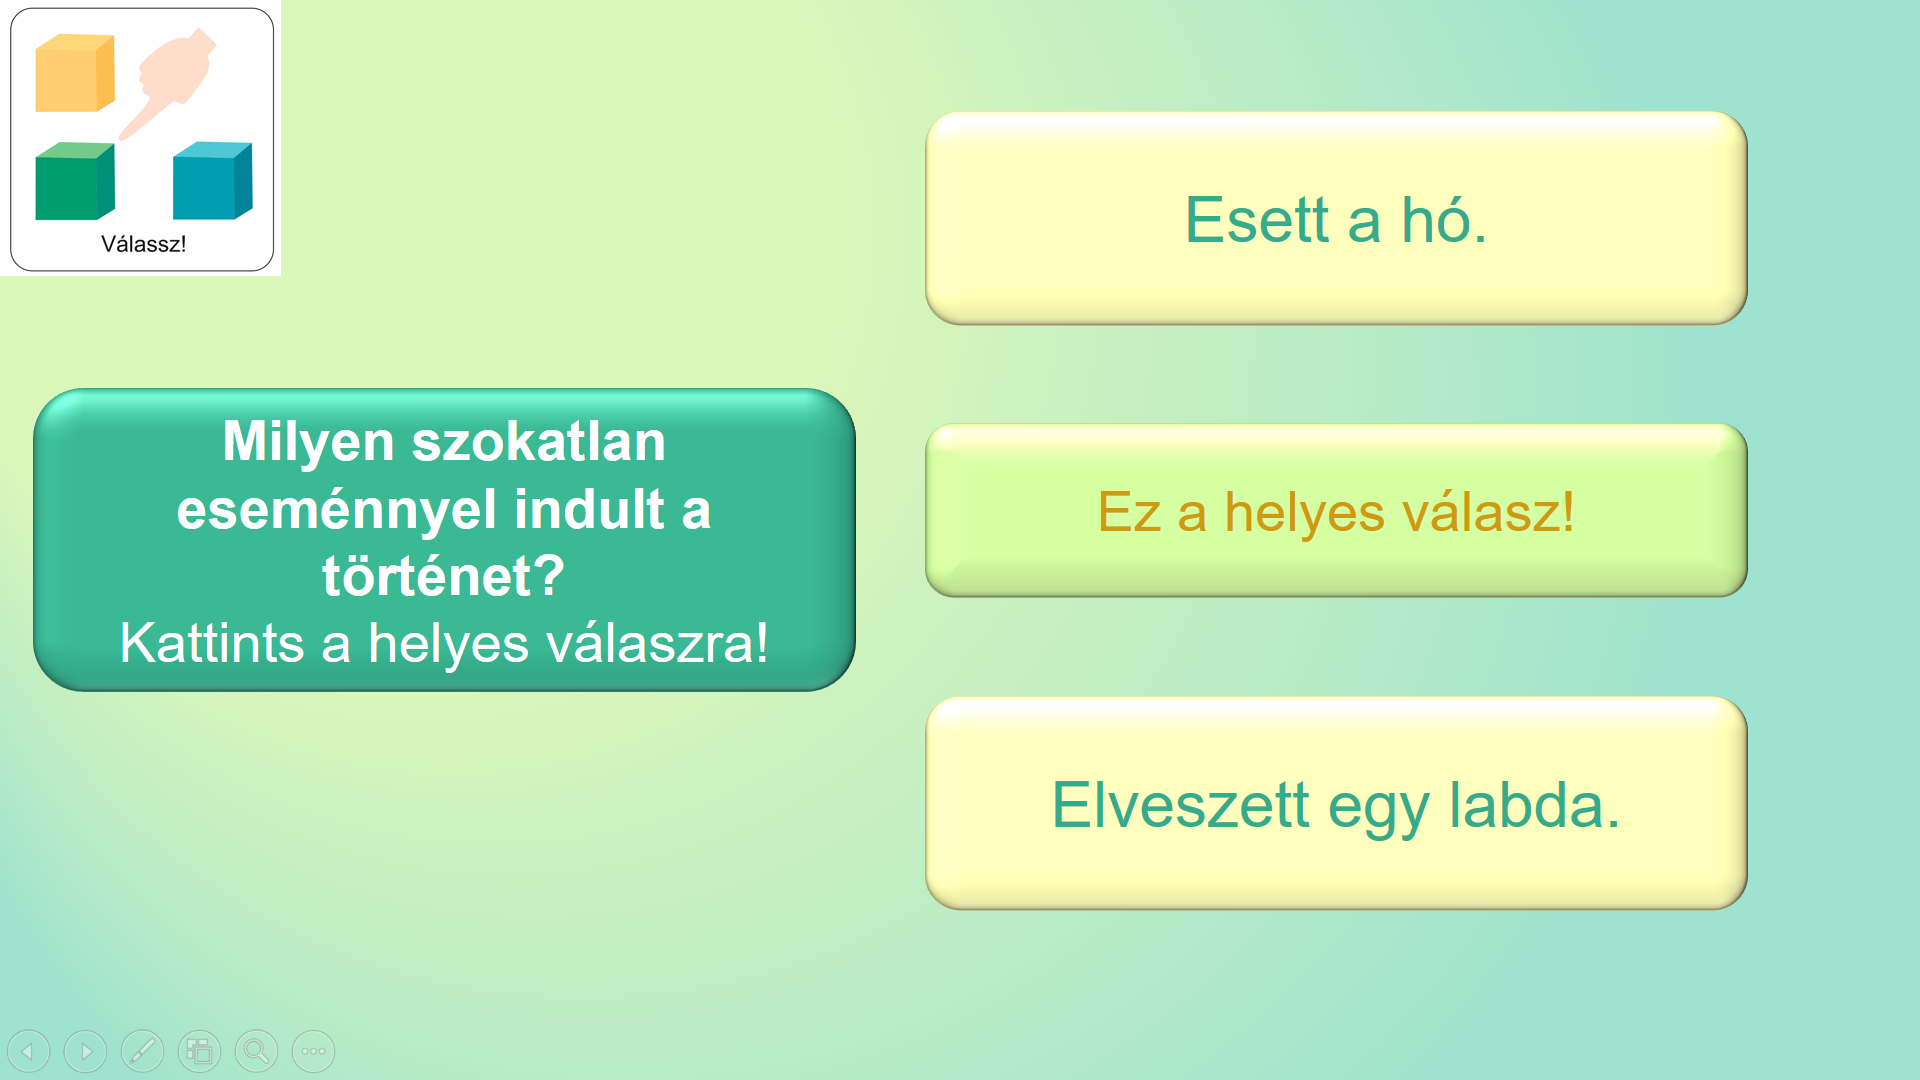 Válassz!
Milyen szokatlan
eseménnyel indult a
történet?
Kattints a helyes válaszra!
Esett a hó.
Ez a helyes válasz!
Elveszett egy labda.